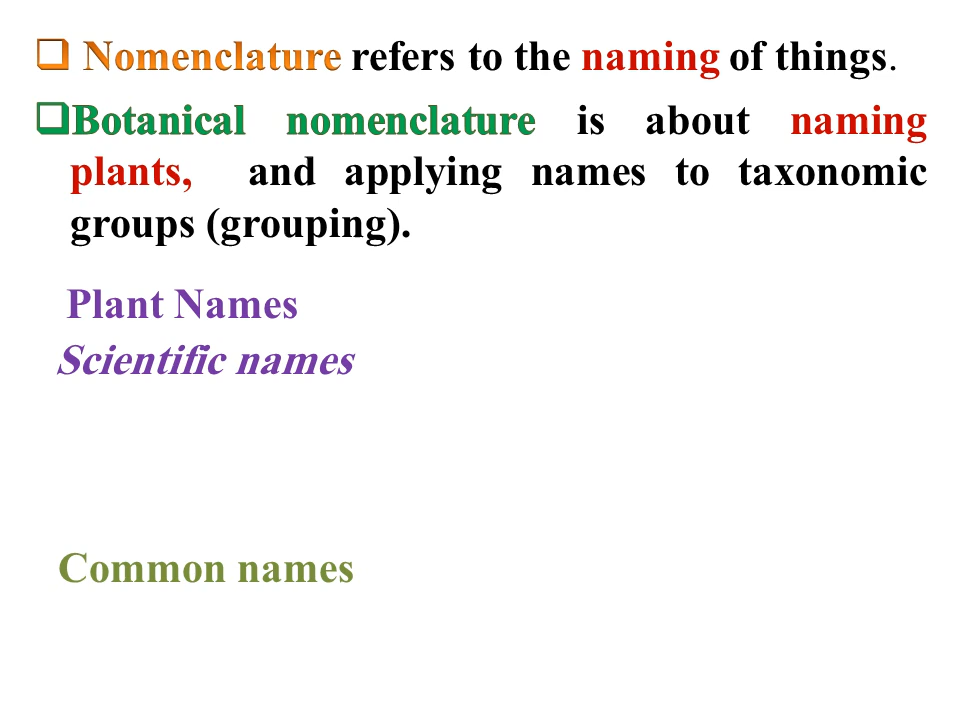 ❑ Nomenclature refers to the naming of things.
❑Botanical nomenclature is about naming
plants, and applying names to taxonomic
groups (grouping).
Plant Names
Scientific names
Common names